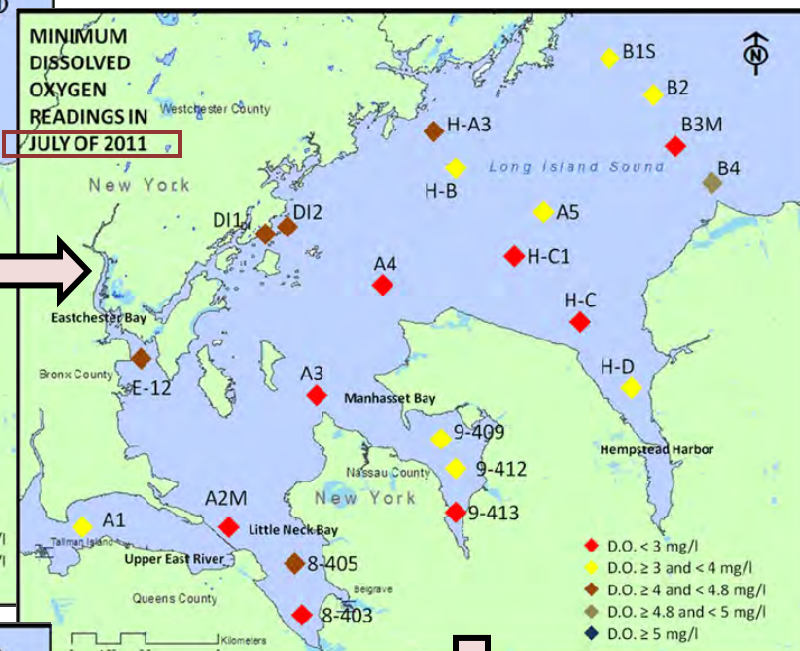 MINIMUM
DISSOLVED
OXYGEN
READINGS IN
JULY OF 2011
N
B1S
B2
Westchester County
H-A3
B3M
Long Island Sound
B4
New York
H-B
DI1
DI2
A5
H-C1
A4
H-C
Eastchester Bay
H-D
Bronx County
E-12
A3
Manhasset Bay
9-409
Hempstead Harbor
Nassau County
9-412
New York
A2M
9-413
A1
Little Neck Bay
Tallman Island
Upper East River
8-405
Belgrave
Queens County
8-403
Kilometers
D.O. < 3 mg/l
D.O. ≥ 3 and < 4 mg/l
D.O. ≥ 4 and < 4.8 mg/l
D.O. ≥ 4.8 and < 5 mg/l
D.O. ≥ 5 mg/l